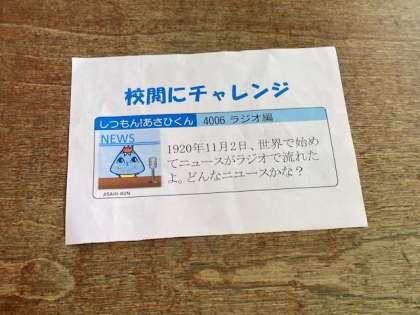 校閲にチャレンジ
しつもん!あさひくん 4006 ラジオ編
NEWS
1920年11月2日、世界で始め
てニュースがラジオで流れた
よ。どんなニユースかな?
ASAHI-KUN